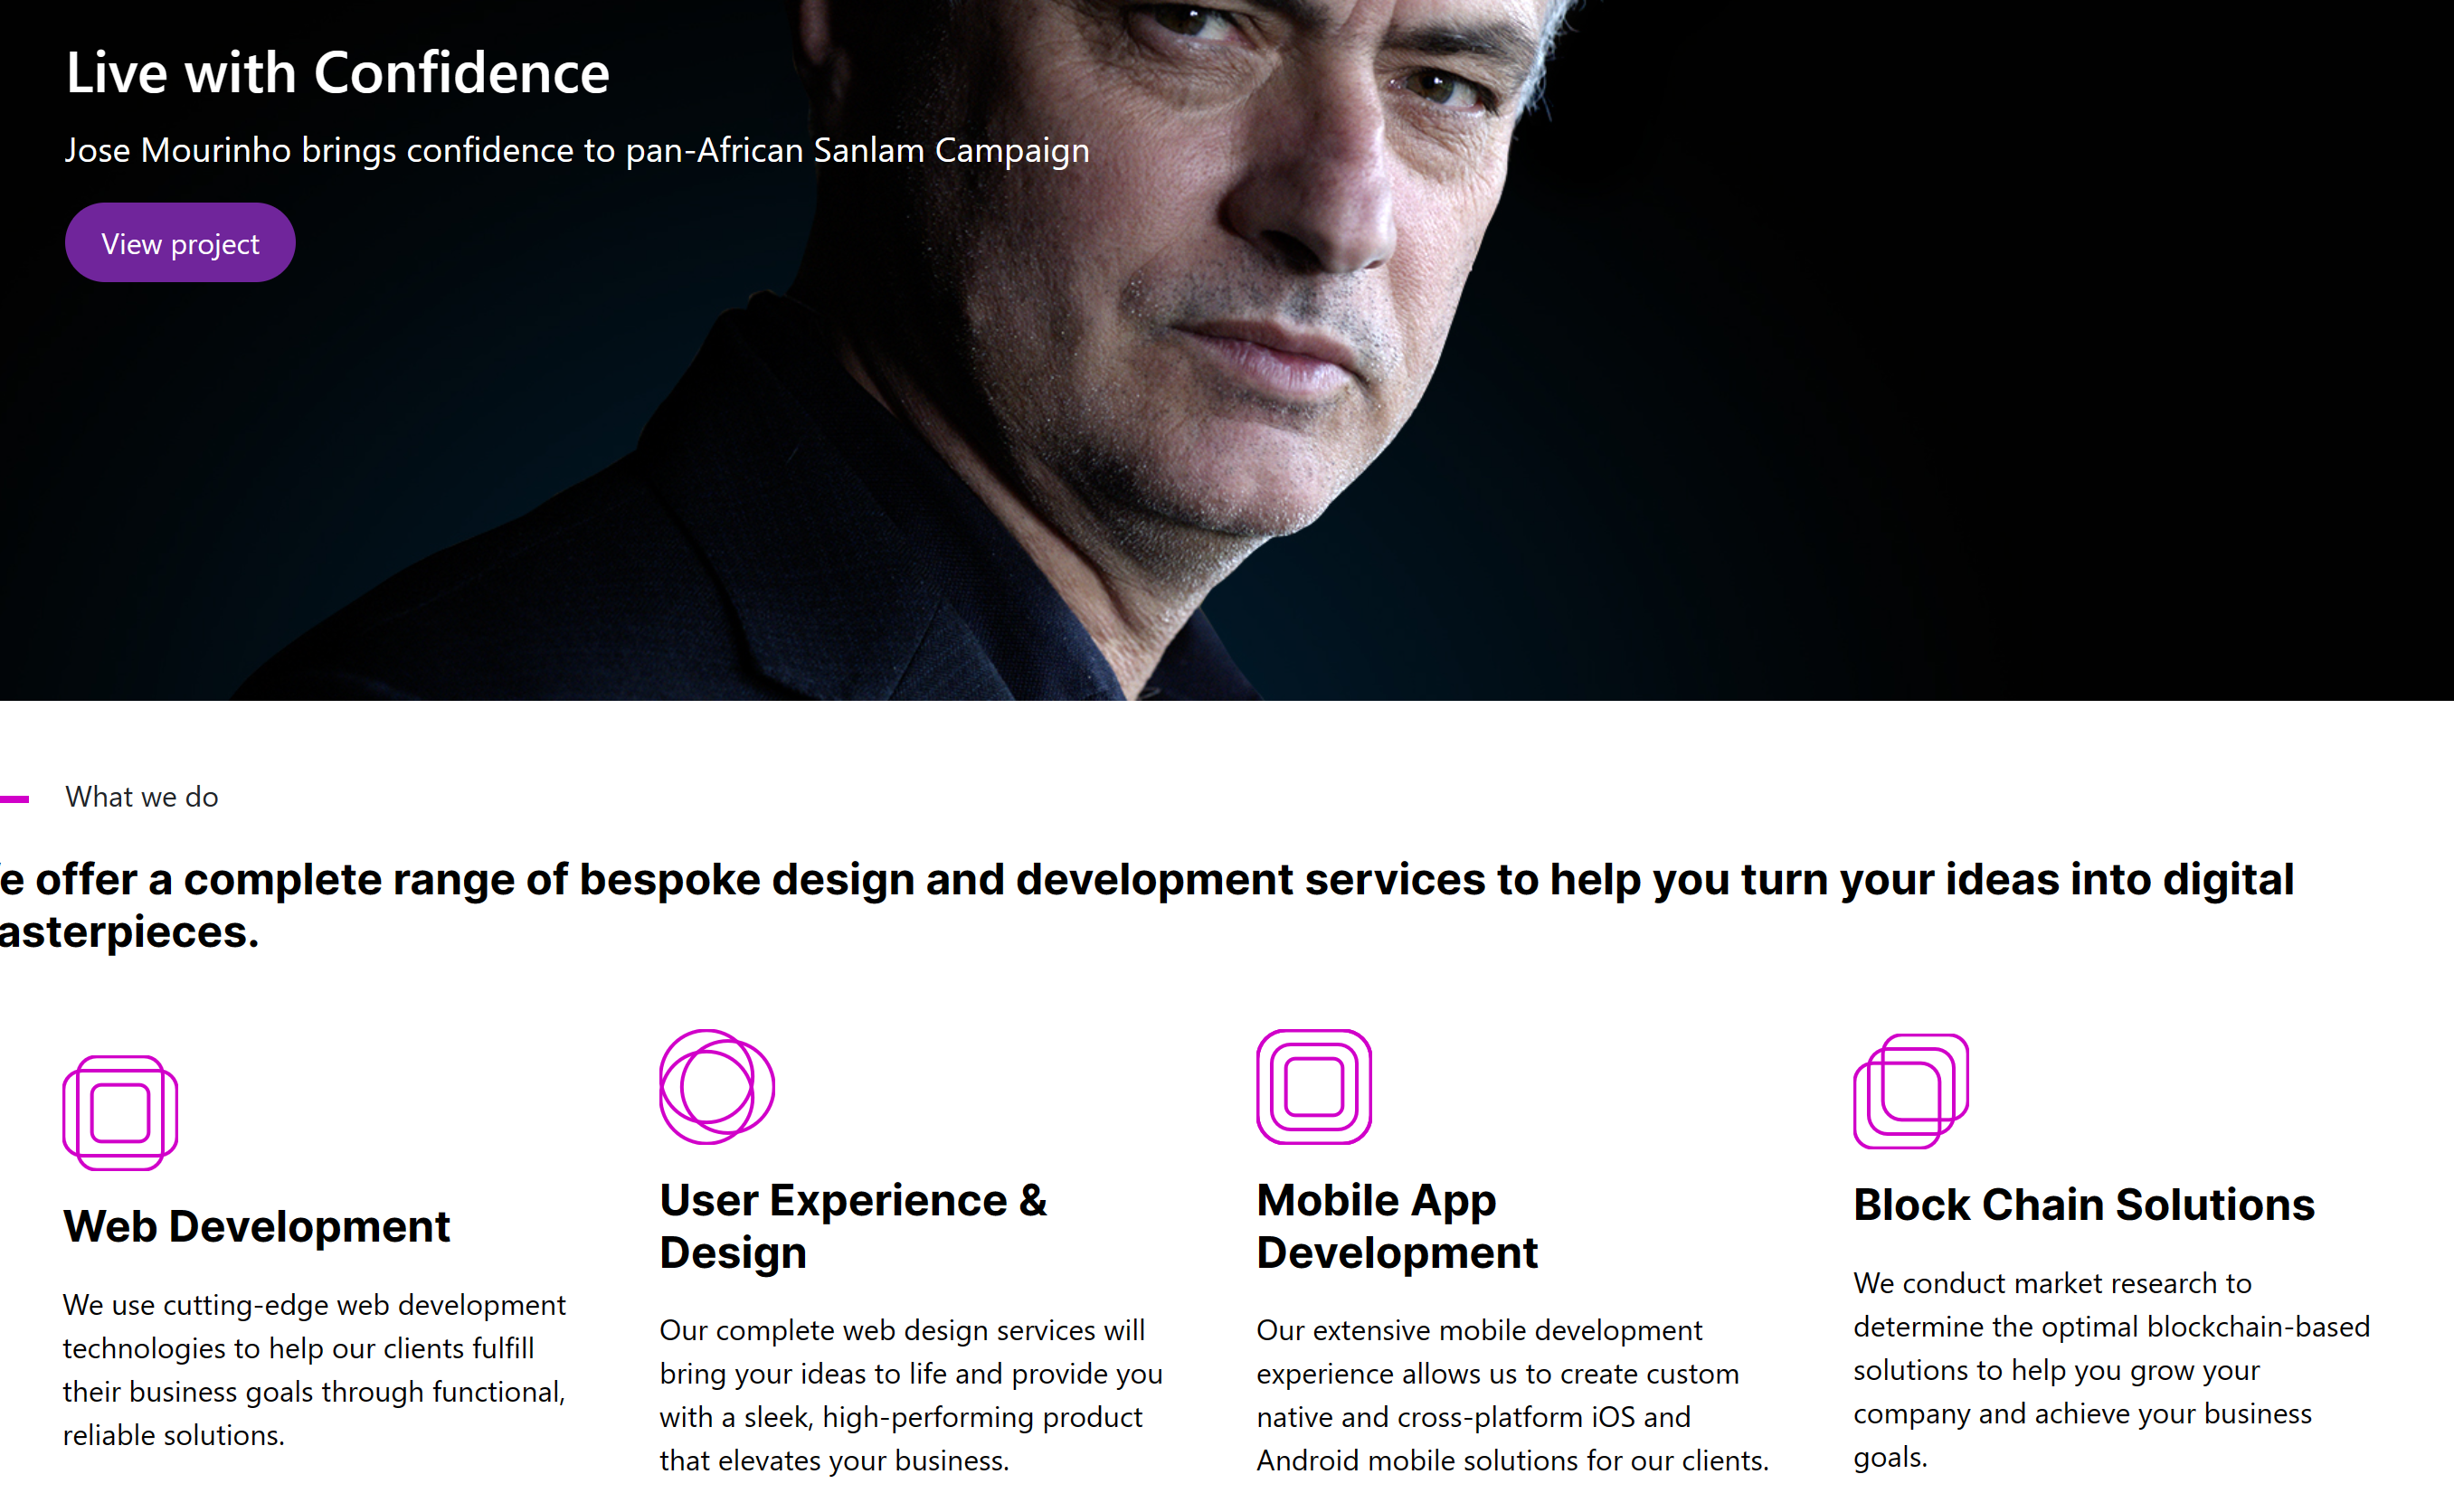 Live with Confidence
Jose Mourinho brings confidence to pan-African Sanlam Campaign
View project
What we do
e offer a complete range of bespoke design and development services to help you turn your ideas into digital
asterpieces.
Web Development
We use cutting-edge web development
technologies to help our clients fulfill
their business goals through functional,
reliable solutions.
User Experience &
Design
Our complete web design services will
bring your ideas to life and provide you
with a sleek, high-performing product
that elevates your business.
Mobile App
Development
Our extensive mobile development
experience allows us to create custom
native and cross-platform iOS and
Android mobile solutions for our clients.
Block Chain Solutions
We conduct market research to
determine the optimal blockchain-based
solutions to help you grow your
company and achieve your business
goals.